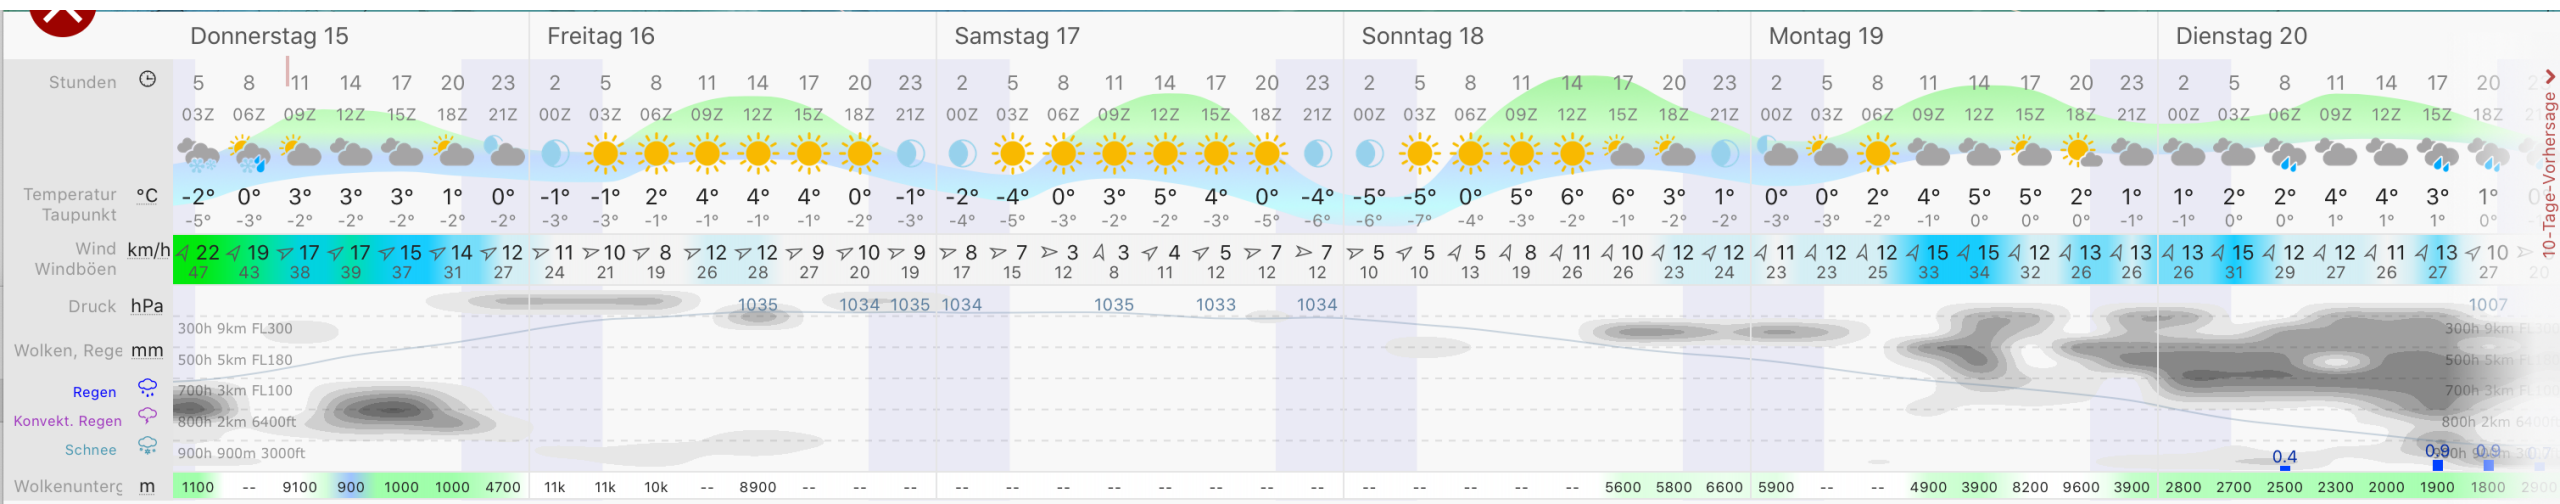 Donnerstag 15 Freitag 16 Samstag 17 Sonntag 18 Montag 19 Dienstag 20
Stunden 5 8 11 14 17 20 23 2 5 8 11 14 17 20 23 2 5 8 11 14 17 20 23 2 5 8 11 14 17 20 23 2 5 8 11 14 17 20 23 2 5 8 11 14 17 20
03Z 06Z 09Z 12Z 15Z 18Z 21Z 00Z 03Z 06Z 09Z 12Z 15Z 18Z 21Z 00Z 03Z 06Z 09Z 12Z 15Z 18Z 21Z 00Z 03Z 06Z 09Z 12Z 15Z 18Z 21Z 00Z 03Z 06Z 09Z 12Z 15Z 18Z 21Z 00Z 03Z 06Z 09Z 12Z 15Z 18Z
Temperatur °C -2° 0° 3° 3° 3° 1° 0° -1° -1° 2° 4° 4° 4° 0° -1° -2° -4° 0° 3° 5° 4° 0° -4° -5° -5° 0° 5° 6° 6° 3° 1° 0° 0° 2° 4° 5° 5° 2° 1° 1° 2° 2° 4° 4° 3° 1°
Taupunkt -5° -3° -2° -2° -2° -2° -2° -3° -3° -1° -1° -1° -1° -2° -3° -4° -5° -3° -2° -2° -3° -5° -6° -6° -7° -4° -3° -2° -1° -2° -2° -3° -3° -2° -1° 0° 0° 0° -1° -1° 0° 0° 1° 1° 1° 0°
Wind km/h 22 19 17 17 15 14 12 11 10 8 12 12 9 10 9 8 7 3 3 4 5 7 7 5 5 5 8 11 10 12 12 11 12 12 15 15 12 13 13 13 15 12 12 11 13 10
Windböen 47 43 38 39 37 31 27 24 21 19 26 28 27 20 19 17 15 12 8 11 12 12 12 10 10 13 19 26 26 23 24 23 23 25 33 34 32 26 26 26 31 29 27 26 27 27 20
Druck hPa 1035 1034 1035 1034 1035 1033 1034 1007
300h 9km FL300 300h 9km FL300
Wolken, Rege mm
500h 5km FL180 500h 5km FL180
Regen 700h 3km FL100 700h 3km FL100
Konvekt. Regen 800h 2km 6400ft 800h 2km 6400ft
Schnee 900h 900m 3000ft 0.4 0.9 0.9 0.7
Wolkenunterg m 1100 -- 9100 900 1000 1000 4700 11k 11k 10k -- 8900 -- -- -- -- -- -- -- -- -- -- -- -- -- -- -- -- 5600 5800 6600 5900 -- -- 4900 3900 8200 9600 3900 2800 2700 2500 2300 2000 1900 1800 2900
10-Tage-Vorhersage